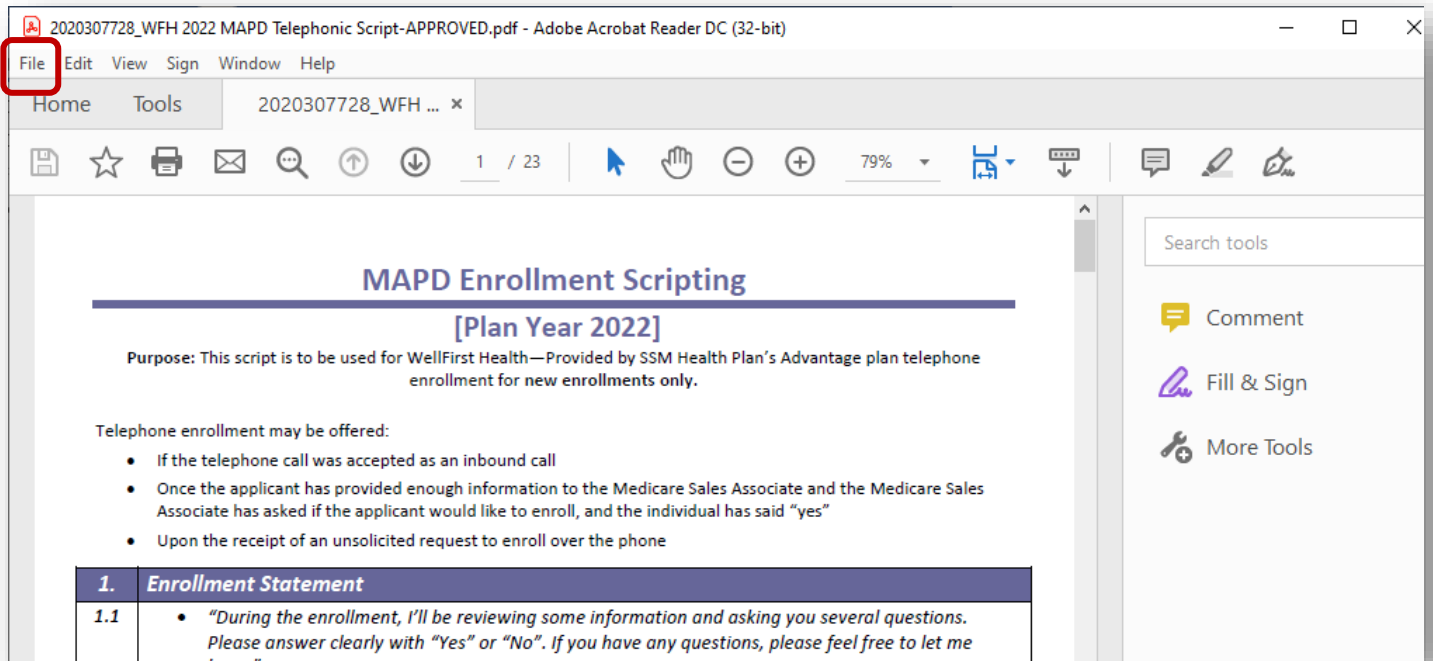 2020307728_WFH 2022 MAPD Telephonic Script-APPROVED.pdf - Adobe Acrobat Reader DC (32-bit)
File Edit View Sign Window Help
Home Tools 2020307728_WFH ... ×
1 / 23 79%
Search tools
Comment
Fill & Sign
More Tools
MAPD Enrollment Scripting
[Plan Year 2022]
Purpose: This script is to be used for WellFirst Health—Provided by SSM Health Plan's Advantage plan telephone
enrollment for new enrollments only.
Telephone enrollment may be offered:
• If the telephone call was accepted as an inbound call
• Once the applicant has provided enough information to the Medicare Sales Associate and the Medicare Sales
Associate has asked if the applicant would like to enroll, and the individual has said “yes”
• Upon the receipt of an unsolicited request to enroll over the phone
1. Enrollment Statement
1.1 • “During the enrollment, I’ll be reviewing some information and asking you several questions.
Please answer clearly with “Yes” or “No”. If you have any questions, please feel free to let me